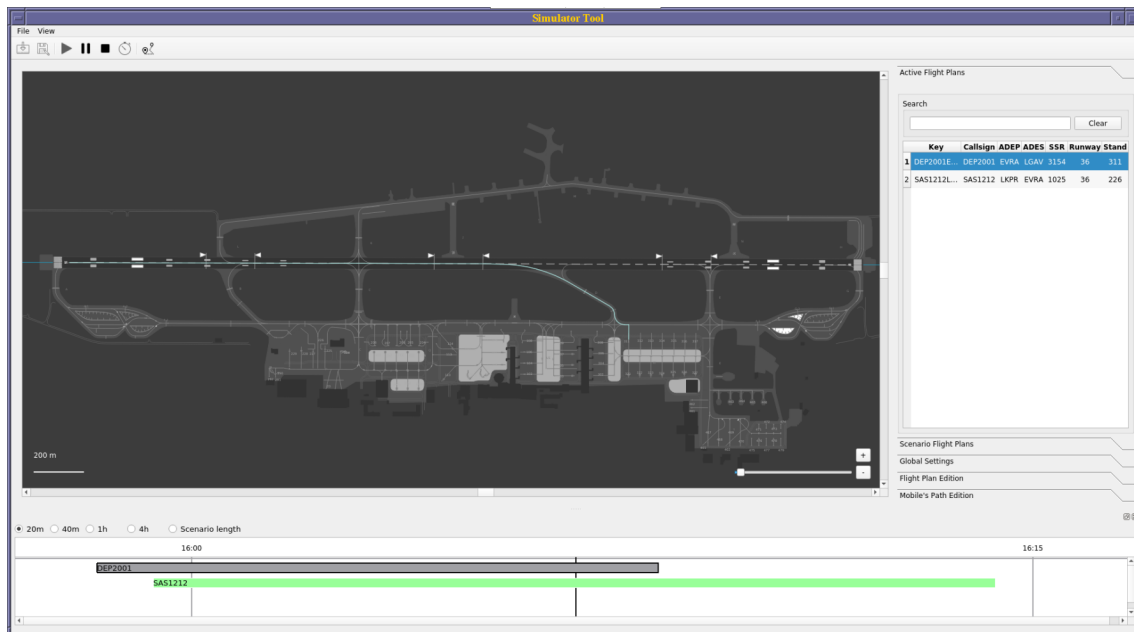 Simulator Tool
File View
Active Flight Plans
Search
Clear
Key Callsign ADEP ADES SSR Runway Stand
1 DEP2001E... DEP2001 EVRA LGAV 3154 36 311
2 SAS1212L... SAS1212 LKPR EVRA 1025 36 226
200 m
+
-
Scenario Flight Plans
Global Settings
Flight Plan Edition
Mobile's Path Edition
20m 40m 1h 4h Scenario length
16:00 16:15
DEP2001
SAS1212